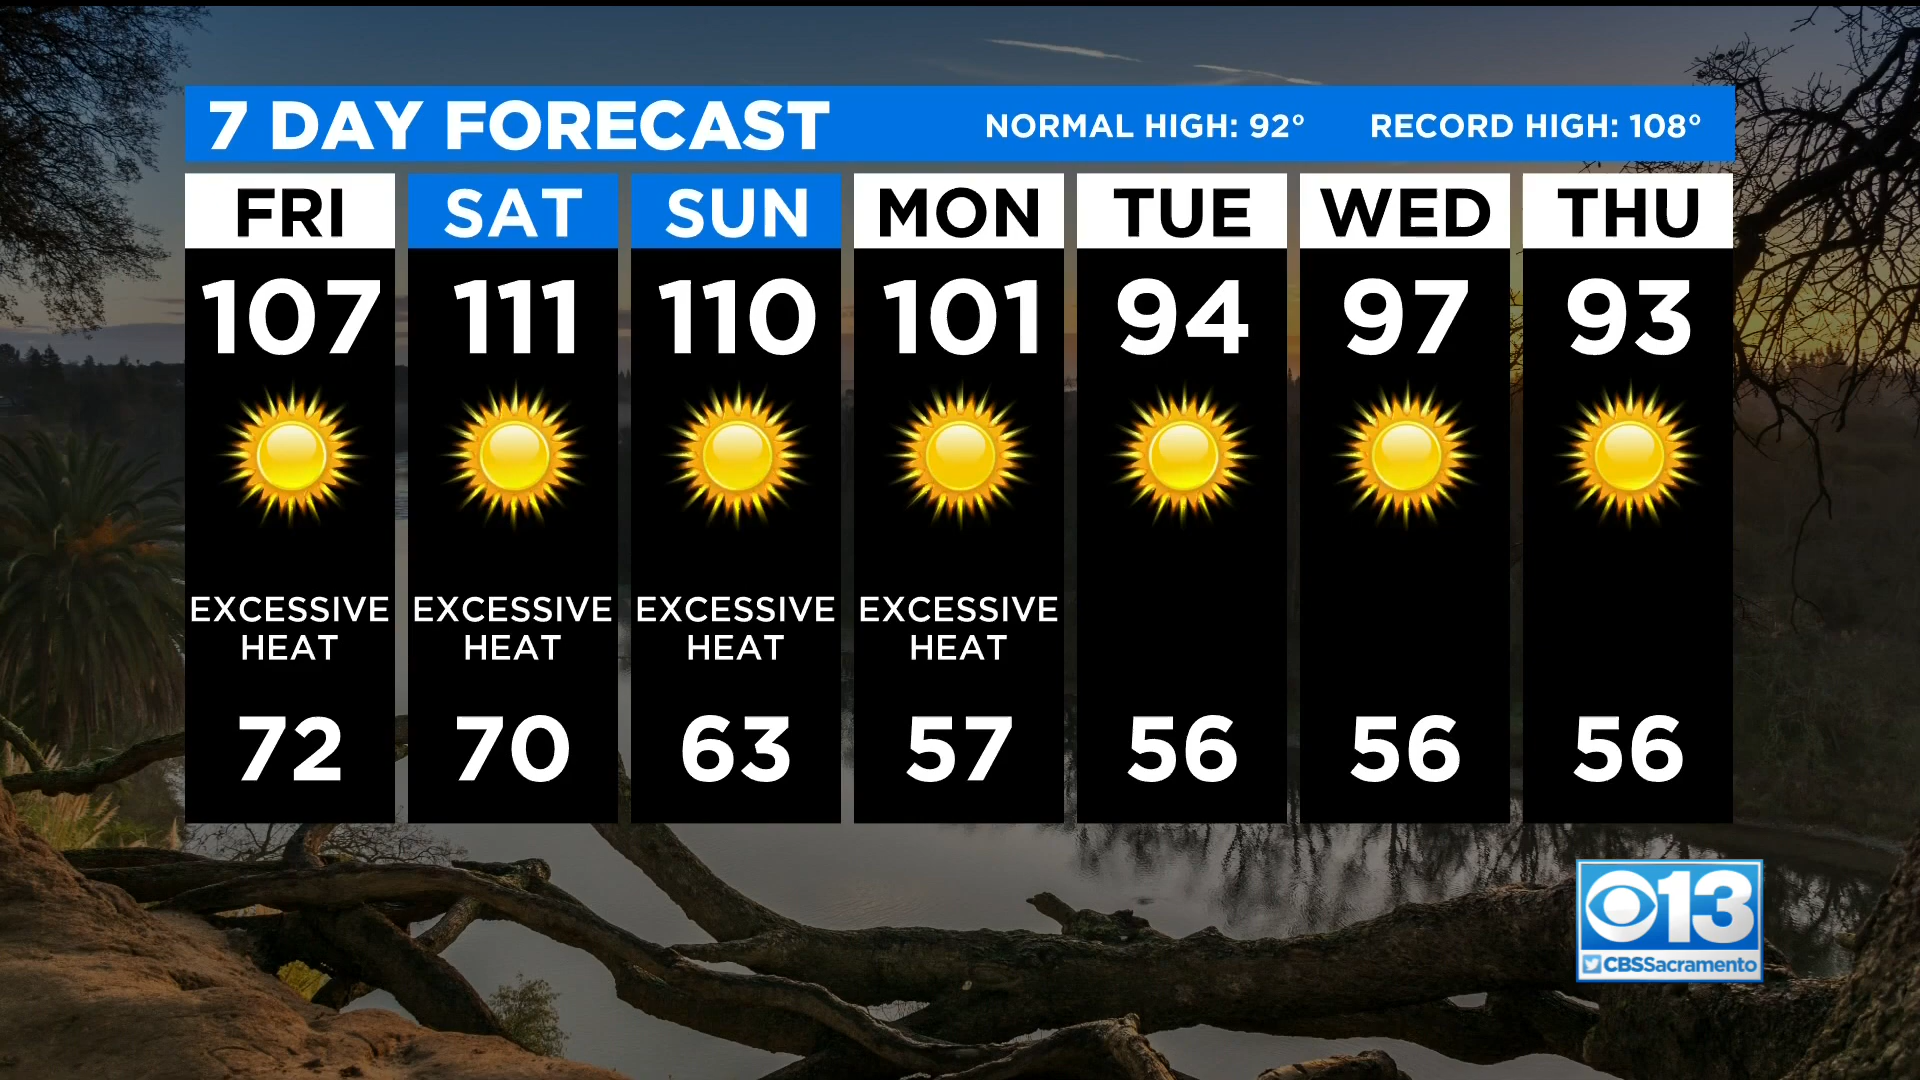 7 DAY FORECAST NORMAL HIGH: 92° RECORD HIGH: 108°
FRI SAT SUN MON TUE WED THU
107 111 110 101 94 97 93
EXCESSIVE EXCESSIVE EXCESSIVE EXCESSIVE
HEAT HEAT HEAT HEAT
72 70 63 57 56 56 56
13
CBSSacramento